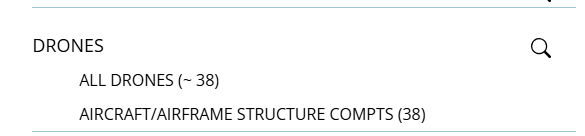 DRONES
ALL DRONES (~ 38)
AIRCRAFT/AIRFRAME STRUCTURE COMPTS (38)